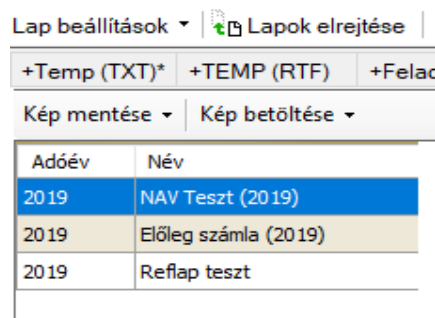 Lap beállítások Lapok elrejtése
+Temp (TXT)* +TEMP (RTF) +Felac
Kép mentése Kép betöltése
Adóév Név
2019 NAV Teszt (2019)
2019 Előleg számla (2019)
2019 Reflap teszt